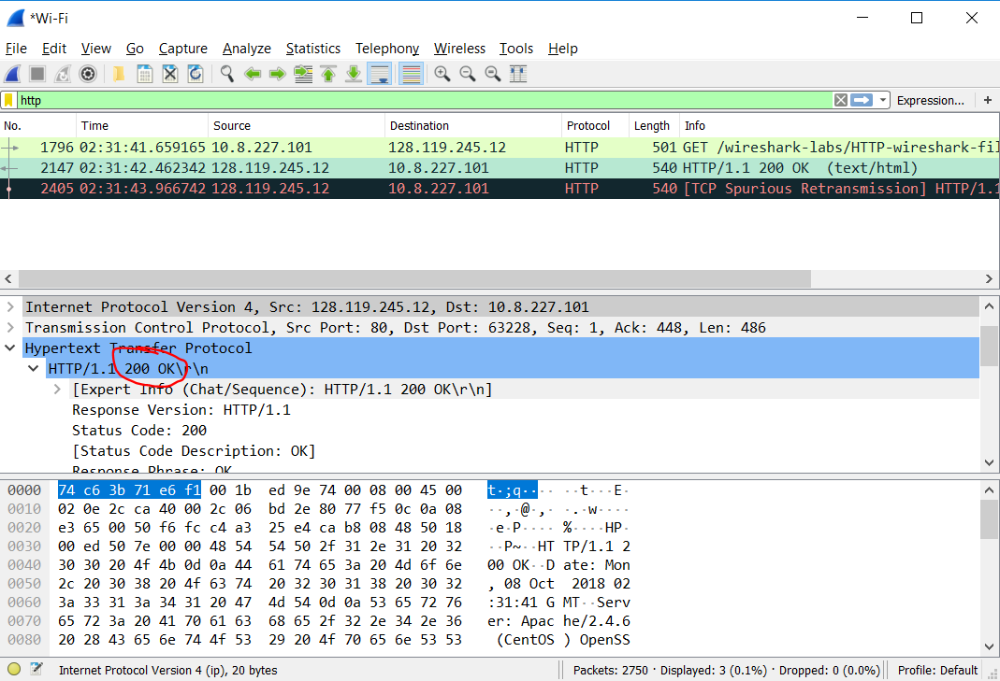 *Wi-Fi
File Edit View Go Capture Analyze Statistics Telephony Wireless Tools Help
http Expression... +
No. Time Source Destination Protocol Length Info
1796 02:31:41.659165 10.8.227.101 128.119.245.12 HTTP 501 GET /wireshark-labs/HTTP-wireshark-fil
2147 02:31:42.462342 128.119.245.12 10.8.227.101 HTTP 540 HTTP/1.1 200 OK (text/html)
2405 02:31:43.966742 128.119.245.12 10.8.227.101 HTTP 540 [TCP Spurious Retransmission] HTTP/1.1
Internet Protocol Version 4, Src: 128.119.245.12, Dst: 10.8.227.101
Transmission Control Protocol, Src Port: 80, Dst Port: 63228, Seq: 1, Ack: 448, Len: 486
Hypertext Transfer Protocol
HTTP/1.1 200 OK\r\n
[Expert Info (Chat/Sequence): HTTP/1.1 200 OK\r\n]
Response Version: HTTP/1.1
Status Code: 200
[Status Code Description: OK]
Response Phrase: OK
0000 74 c6 3b 71 e6 f1 00 1b ed 9e 74 00 08 00 45 00 t·;q···· ··t···E·
0010 02 0e 2c ca 40 00 2c 06 bd 2e 80 77 f5 0c 0a 08 ··,·@·,· ·.·w····
0020 e3 65 00 50 f6 fc c4 a3 25 e4 ca b8 08 48 50 18 ·e·P···· %····HP·
0030 00 ed 50 7e 00 00 48 54 54 50 2f 31 2e 31 20 32 ··P~··HT TP/1.1 2
0040 30 30 20 4f 4b 0d 0a 44 61 74 65 3a 20 4d 6f 6e 00 OK··D ate: Mon
0050 2c 20 30 38 20 4f 63 74 20 32 30 31 38 20 30 32 , 08 Oct 2018 02
0060 3a 33 31 3a 34 31 20 47 4d 54 0d 0a 53 65 72 76 :31:41 G MT··Serv
0070 65 72 3a 20 41 70 61 63 68 65 2f 32 2e 34 2e 36 er: Apac he/2.4.6
0080 20 28 43 65 6e 74 4f 53 29 20 4f 70 65 6e 53 53 (CentOS ) OpenSS
Internet Protocol Version 4 (ip), 20 bytes Packets: 2750 · Displayed: 3 (0.1%) · Dropped: 0 (0.0%) Profile: Default